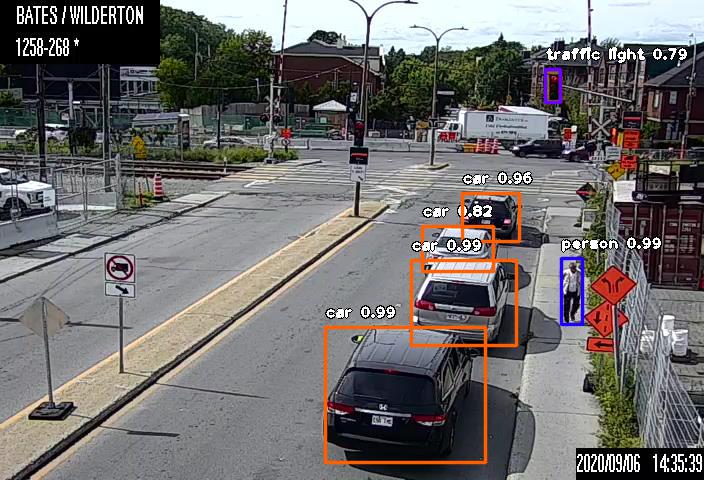 BATES / WILDERTON
1258-268 *
traffic light 0.79
car 0.96
car 0.82
car 0.99
person 0.99
car 0.99
2020/09/06 14:35:39